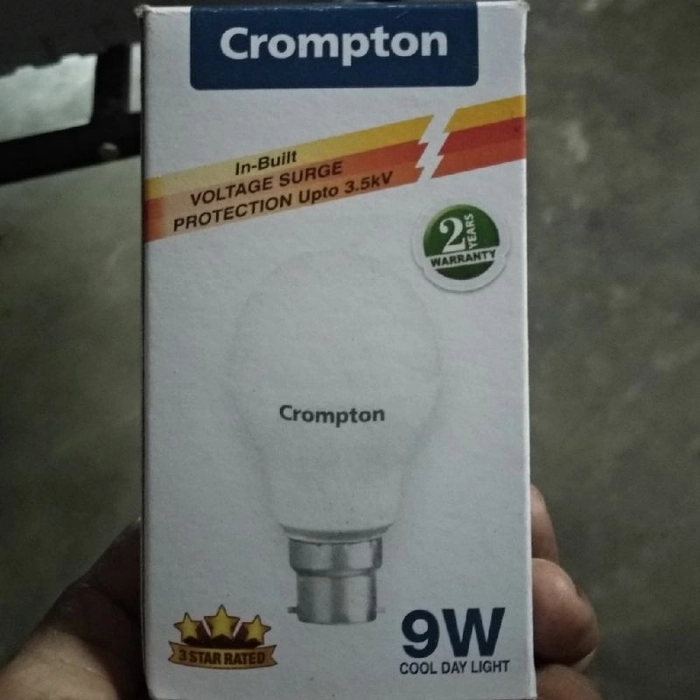 Crompton
In-Built
VOLTAGE SURGE
PROTECTION Upto 3.5kV
2 YEARS
WARRANTY
Crompton
3 STAR RATED
9W
COOL DAY LIGHT